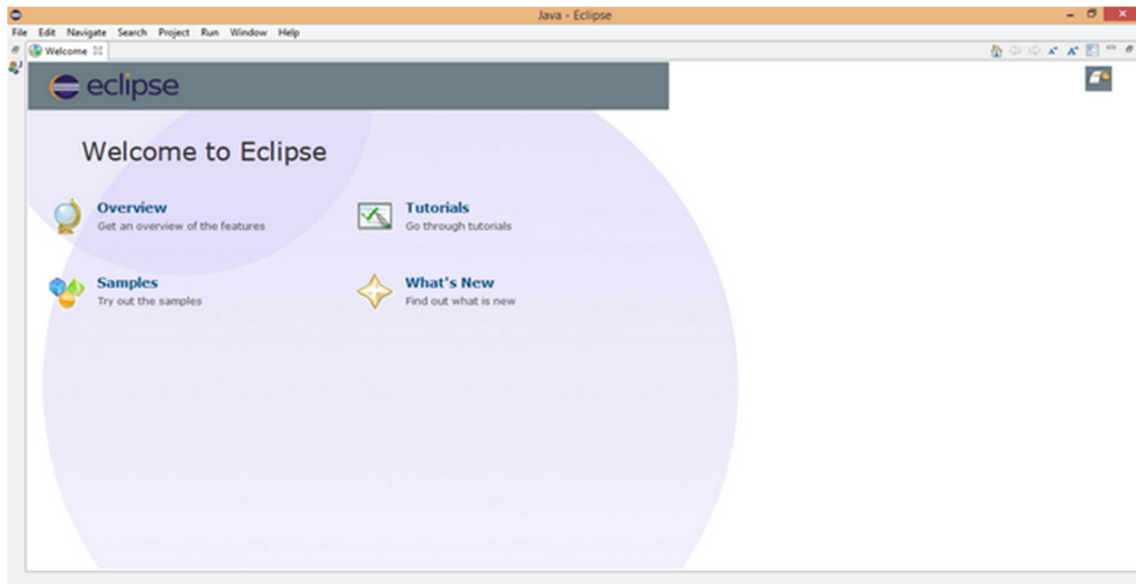 Java - Eclipse
File Edit Navigate Search Project Run Window Help
Welcome
eclipse
Welcome to Eclipse
Overview
Get an overview of the features
Tutorials
Go through tutorials
Samples
Try out the samples
What's New
Find out what is new